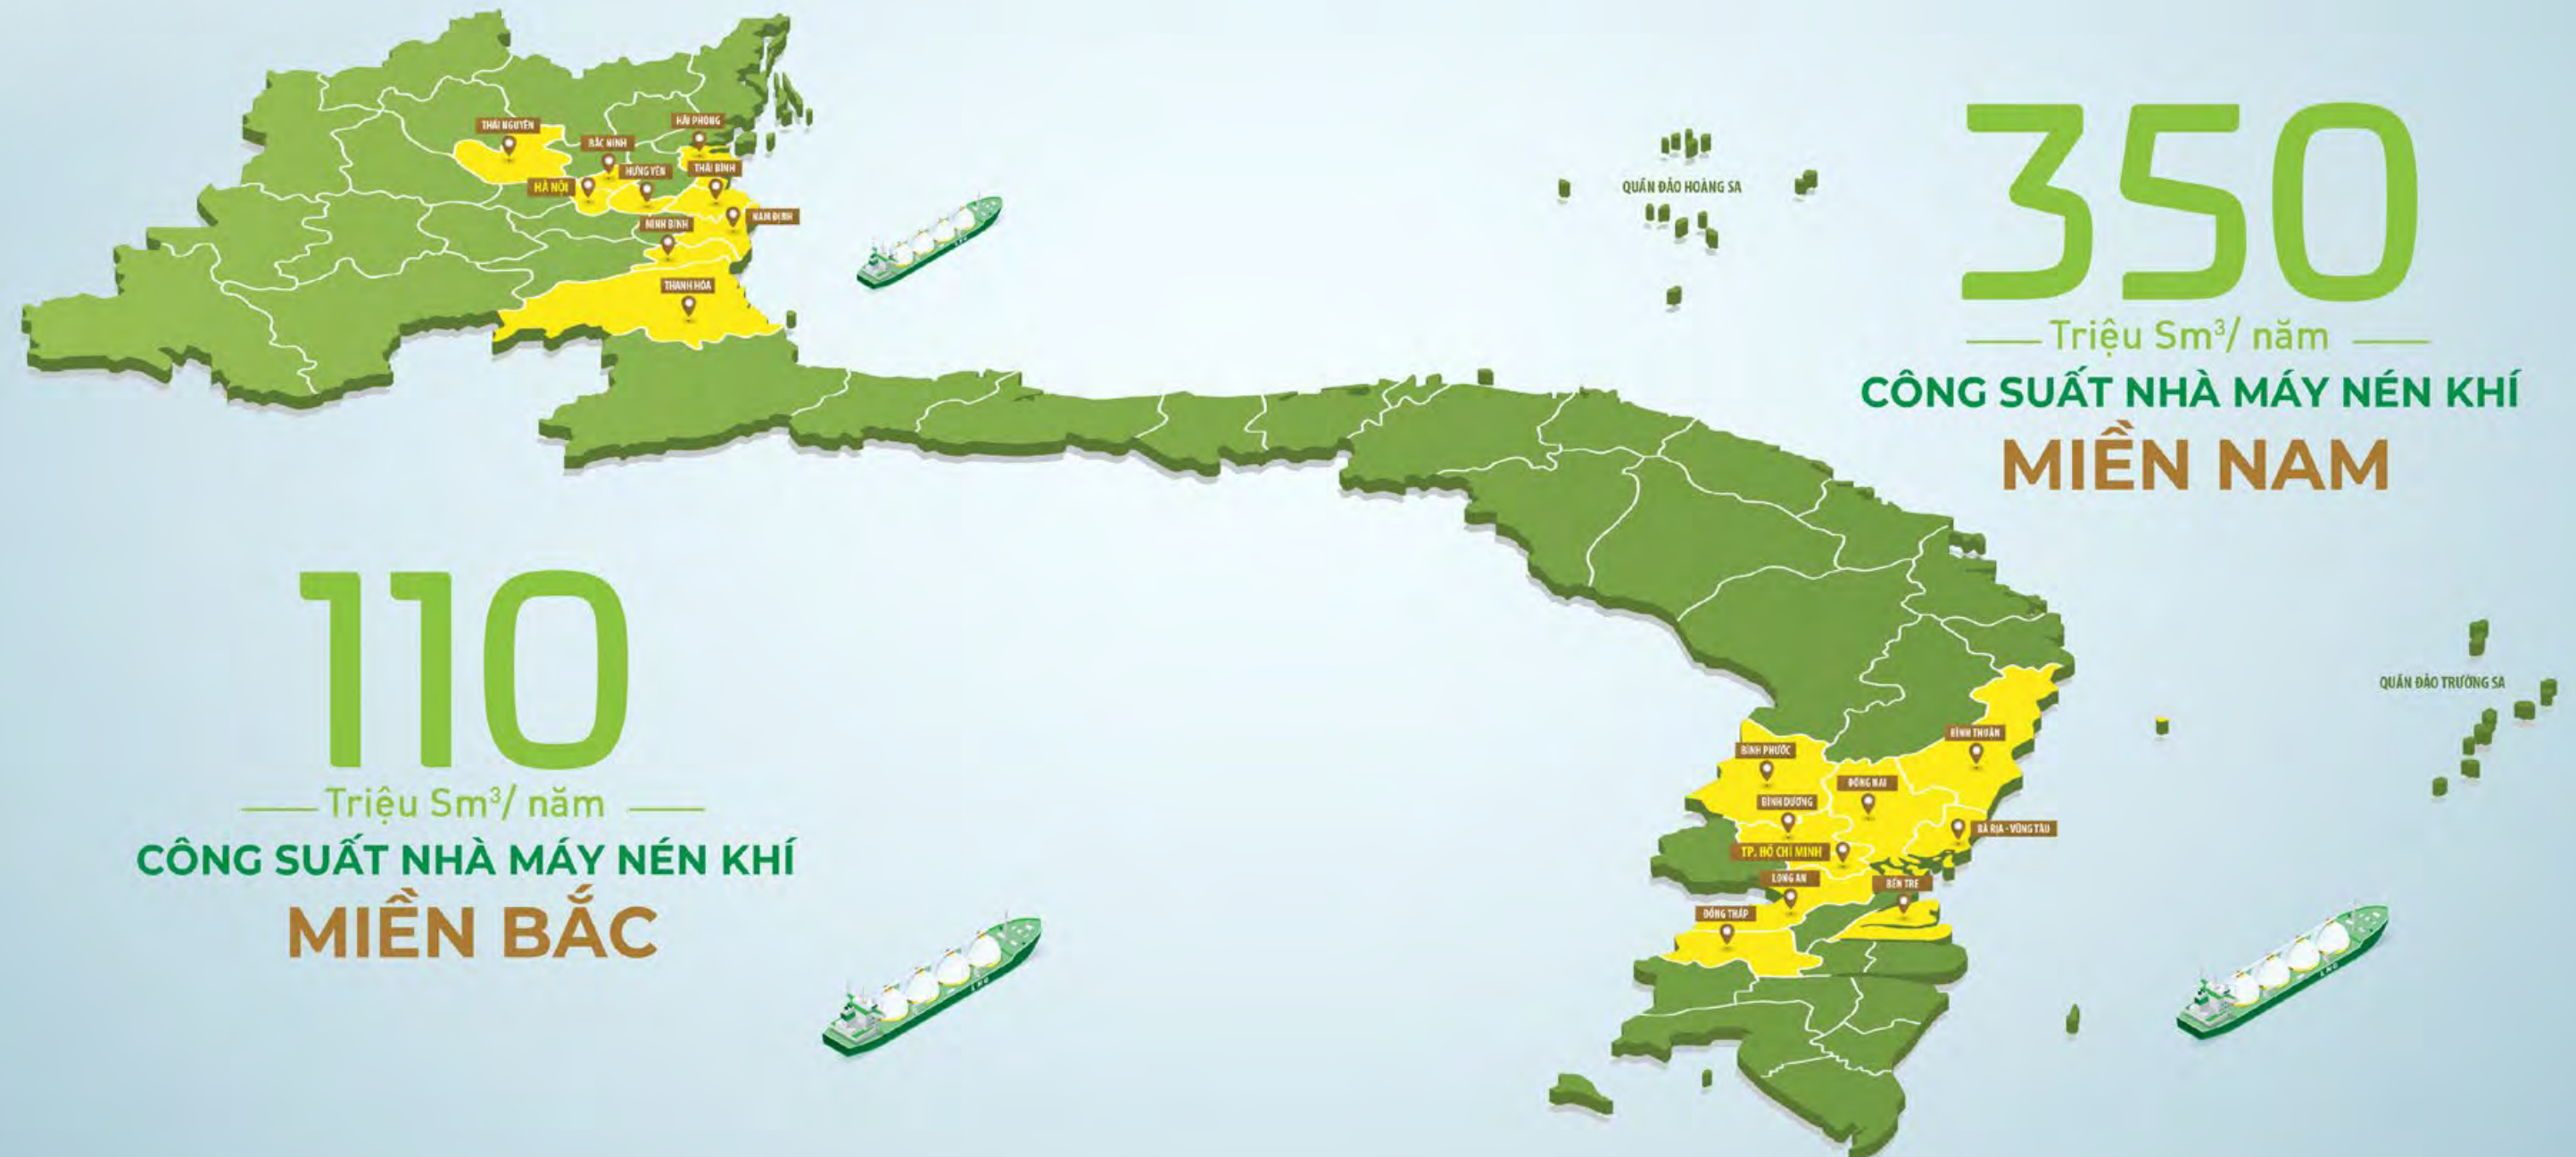 THÁI NGUYÊN
BẮC NINH
HẢI PHÒNG
HÀ NỘI
HƯNG YÊN
THÁI BÌNH
NINH BÌNH
NAM ĐỊNH
THANH HÓA
QUẦN ĐẢO HOÀNG SA
350
Triệu Sm³/ năm
CÔNG SUẤT NHÀ MÁY NÉN KHÍ
MIỀN NAM
110
Triệu Sm³/ năm
CÔNG SUẤT NHÀ MÁY NÉN KHÍ
MIỀN BẮC
QUẦN ĐẢO TRƯỜNG SA
BÌNH PHƯỚC
BÌNH THUẬN
ĐỒNG NAI
BÌNH DƯƠNG
BÀ RỊA - VŨNG TÀU
TP. HỒ CHÍ MINH
LONG AN
BẾN TRE
ĐỒNG THÁP
LNG
LNG
LNG